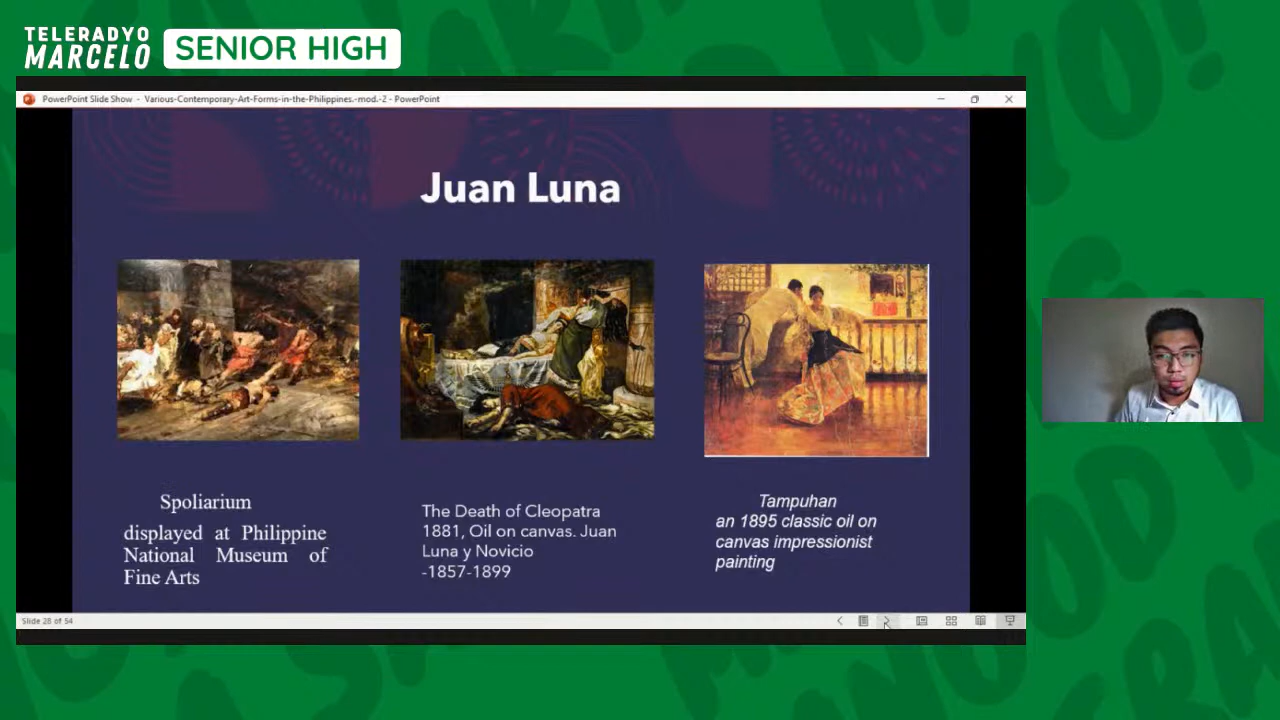 TELERADYO
MARCELO
SENIOR HIGH
PowerPoint Slide Show - Various-Contemporary-Art-Forms-in-the-Philippines.-mod.-2 - PowerPoint
Juan Luna
Spoliarium
displayed at Philippine
National Museum of
Fine Arts
The Death of Cleopatra
1881, Oil on canvas. Juan
Luna y Novicio
-1857-1899
Tampuhan
an 1895 classic oil on
canvas impressionist
painting
Slide 28 of 54